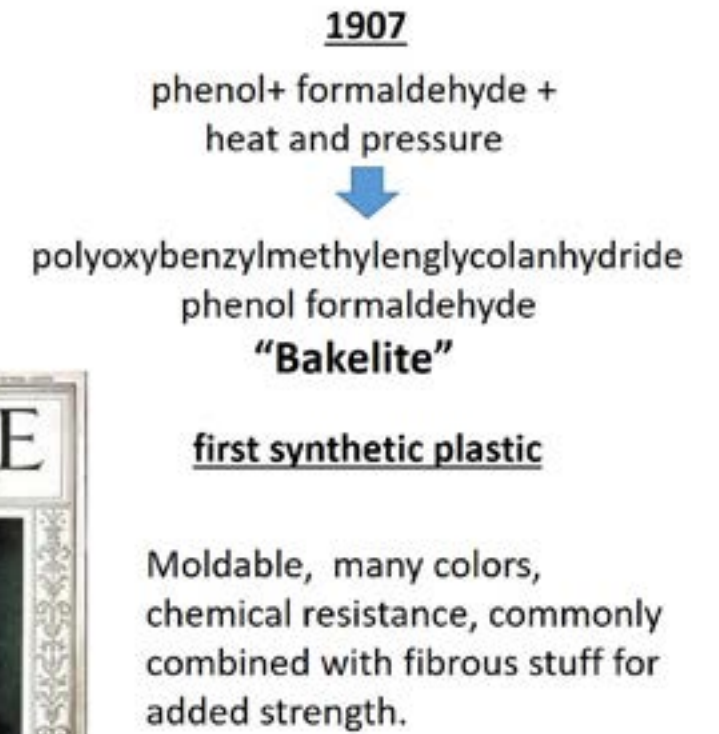 1907
phenol+ formaldehyde +
heat and pressure
polyoxybenzylmethylenglycolanhydride
phenol formaldehyde
“Bakelite”
E
first synthetic plastic
Moldable, many colors,
chemical resistance, commonly
combined with fibrous stuff for
added strength.